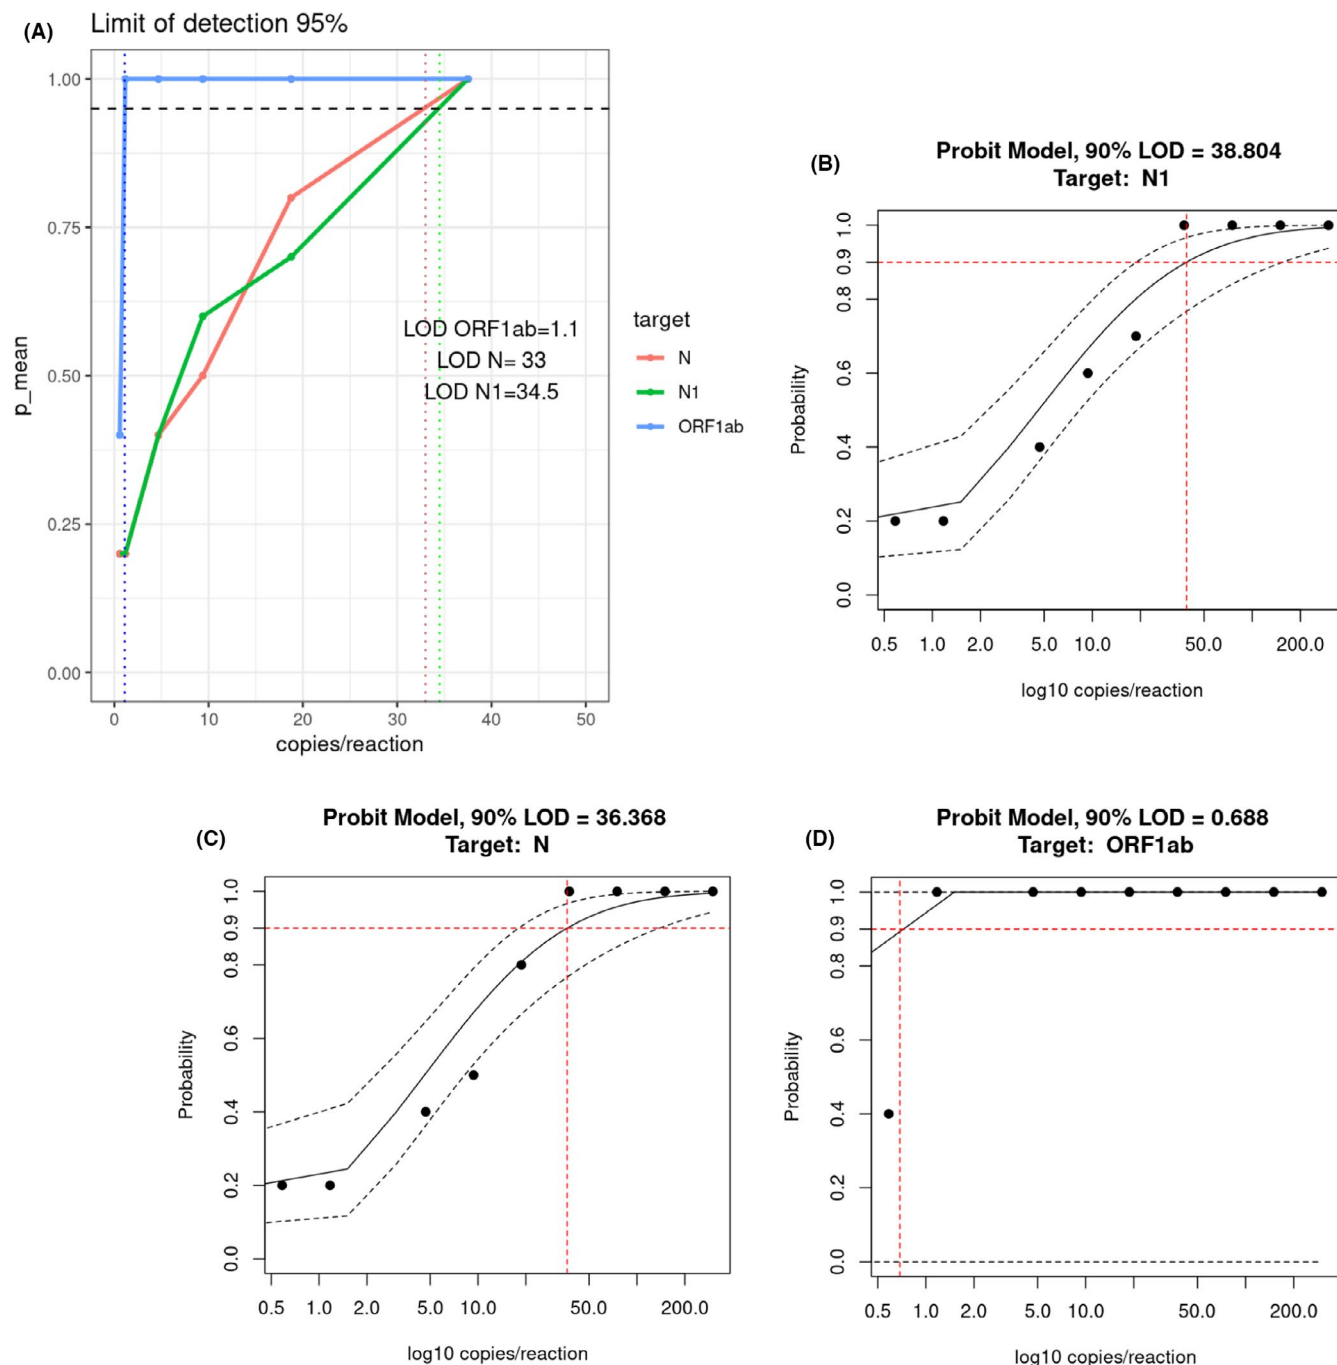 (A)
Limit of detection 95%
1.00
0.75
0.50
0.25
0.00
p_mean
LOD ORF1ab=1.1
LOD N= 33
LOD N1=34.5
0 10 20 30 40 50
copies/reaction
target
N
N1
ORF1ab
(B)
Probit Model, 90% LOD = 38.804
Target: N1
1.0
0.9
0.8
0.6
0.4
0.2
0.0
Probability
0.5 1.0 2.0 5.0 10.0 50.0 200.0
log10 copies/reaction
(C)
Probit Model, 90% LOD = 36.368
Target: N
1.0
0.9
0.8
0.6
0.4
0.2
0.0
Probability
0.5 1.0 2.0 5.0 10.0 50.0 200.0
log10 copies/reaction
(D)
Probit Model, 90% LOD = 0.688
Target: ORF1ab
1.0
0.9
0.8
0.6
0.4
0.2
0.0
Probability
0.5 1.0 2.0 5.0 10.0 50.0 200.0
log10 copies/reaction